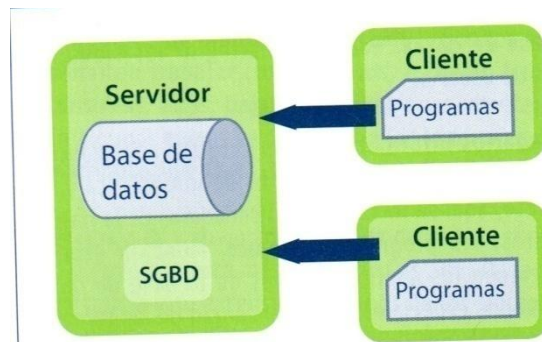 Servidor
Base de
datos
SGBD
Cliente
Programas
Cliente
Programas